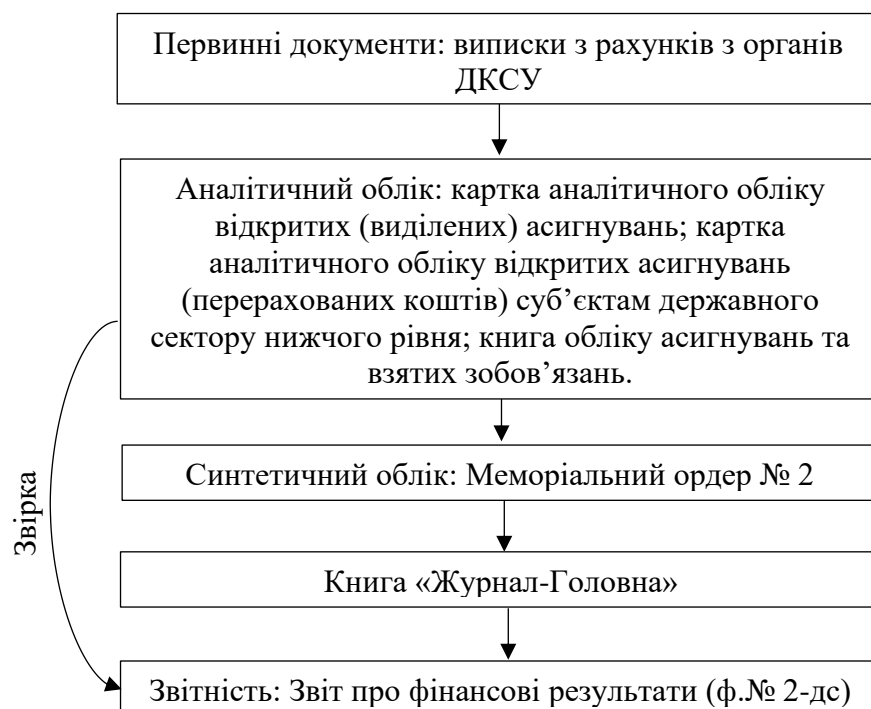 Первинні документи: виписки з рахунків з органів
ДКСУ
Аналітичний облік: картка аналітичного обліку
відкритих (виділених) асигнувань; картка
аналітичного обліку відкритих асигнувань
(перерахованих коштів) суб’єктам державного
сектору нижчого рівня; книга обліку асигнувань та
взятих зобов’язань.
Звірка
Синтетичний облік: Меморіальний ордер № 2
Книга «Журнал-Головна»
Звітність: Звіт про фінансові результати (ф.№ 2-дс)